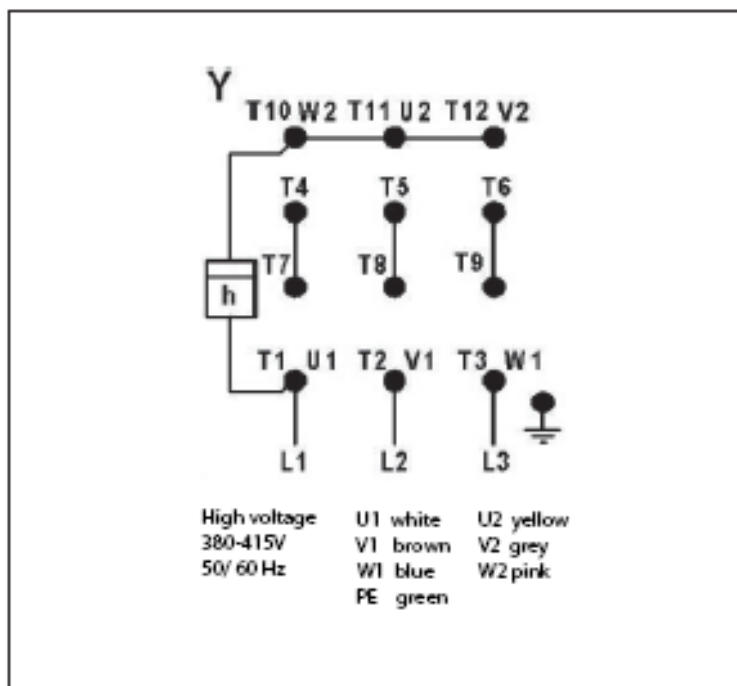 Y
T10 W2 T11 U2 T12 V2
T4 T5 T6
T7 T8 T9
h
T1 U1 T2 V1 T3 W1
L1 L2 L3
High voltage
380-415V
50/ 60 Hz
U1 white
V1 brown
W1 blue
PE green
U2 yellow
V2 grey
W2 pink